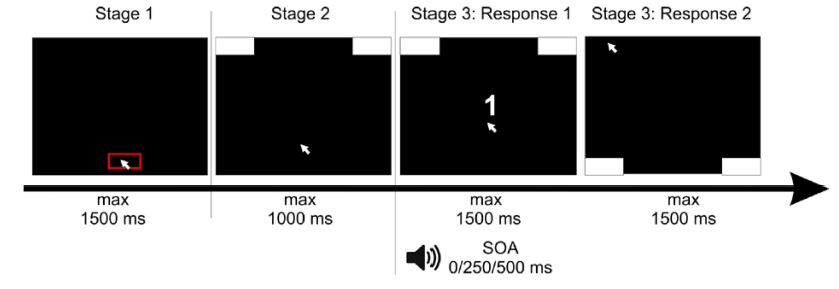 Stage 1
Stage 2
Stage 3: Response 1
Stage 3: Response 2
1
max
1500 ms
max
1000 ms
max
1500 ms
max
1500 ms
SOA
0/250/500 ms